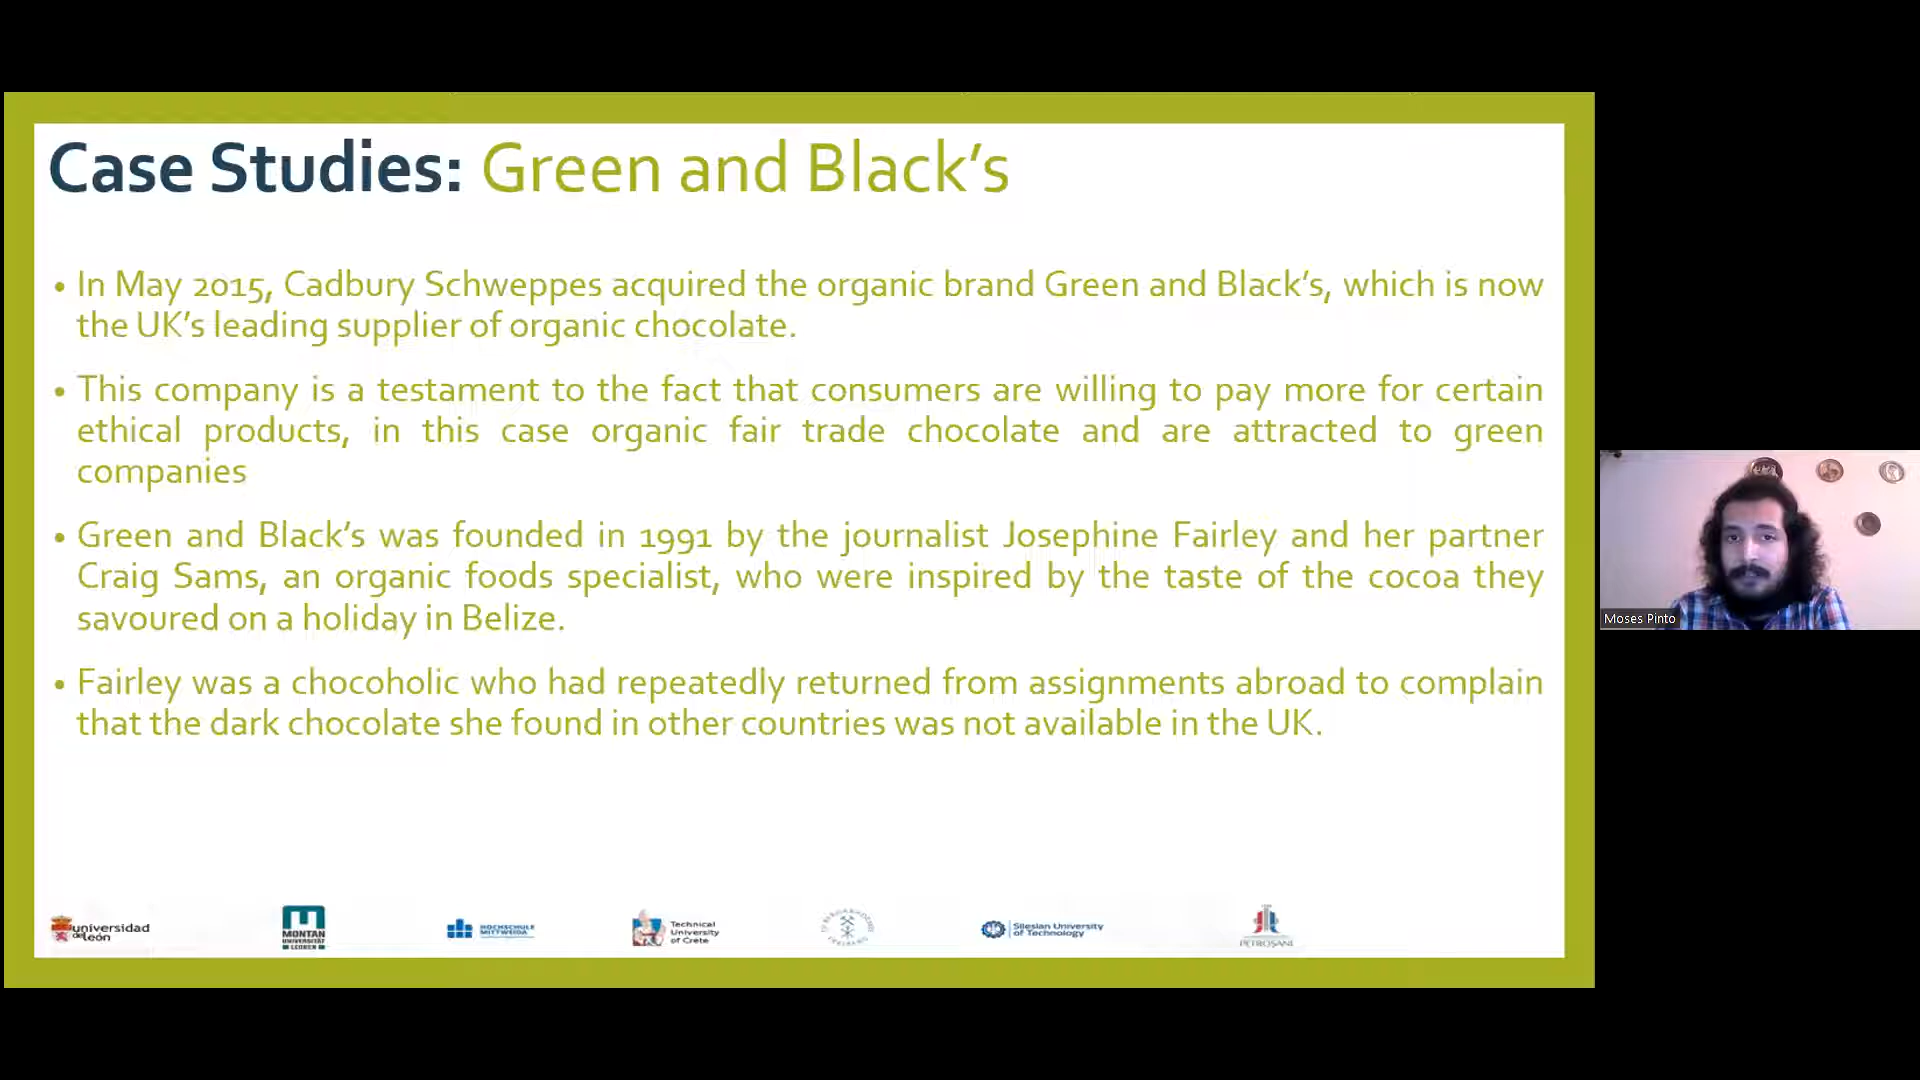 Case Studies: Green and Black’s
• In May 2015, Cadbury Schweppes acquired the organic brand Green and Black’s, which is now
the UK’s leading supplier of organic chocolate.
• This company is a testament to the fact that consumers are willing to pay more for certain
ethical products, in this case organic fair trade chocolate and are attracted to green
companies
• Green and Black’s was founded in 1991 by the journalist Josephine Fairley and her partner
Craig Sams, an organic foods specialist, who were inspired by the taste of the cocoa they
savoured on a holiday in Belize.
• Fairley was a chocoholic who had repeatedly returned from assignments abroad to complain
that the dark chocolate she found in other countries was not available in the UK.
Moses Pinto
universidad
de león
MONTAN
UNIVERSITÄT
LEOBEN
HOCHSCHULE
MITTWEIDA
Technical
University
of Crete
Silesian University
of Technology
PETROȘANI